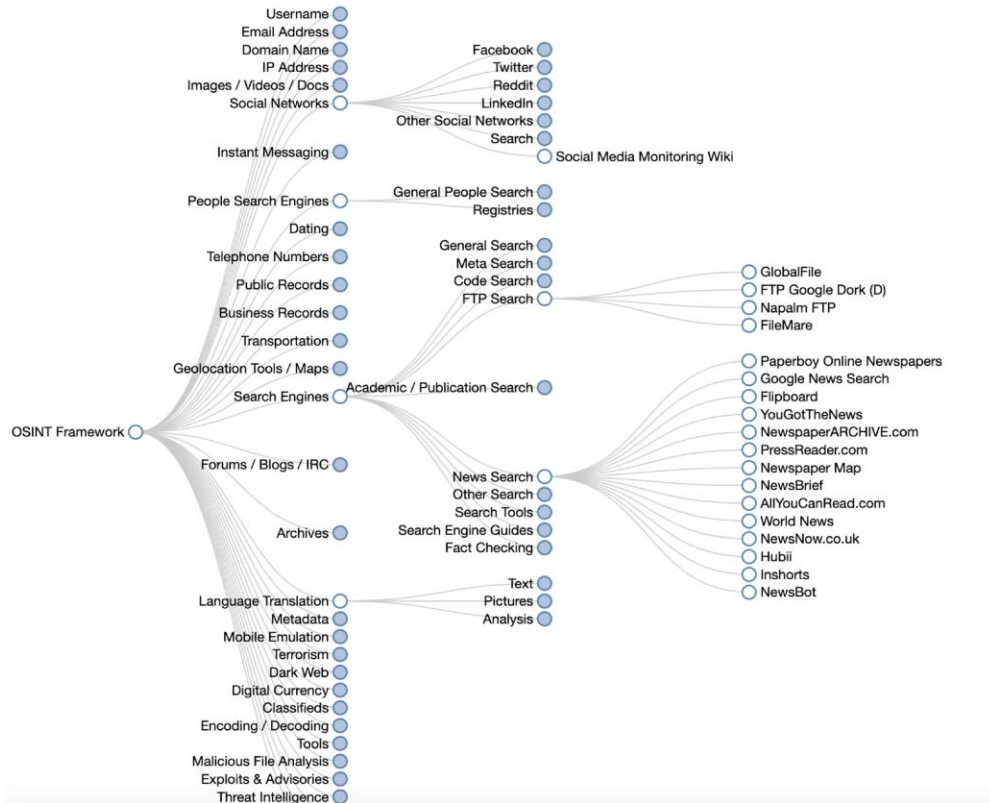 OSINT Framework
Username
Email Address
Domain Name
IP Address
Images / Videos / Docs
Social Networks
Instant Messaging
People Search Engines
Dating
Telephone Numbers
Public Records
Business Records
Transportation
Geolocation Tools / Maps
Search Engines
Forums / Blogs / IRC
Archives
Language Translation
Metadata
Mobile Emulation
Terrorism
Dark Web
Digital Currency
Classifieds
Encoding / Decoding
Tools
Malicious File Analysis
Exploits & Advisories
Threat Intelligence
Facebook
Twitter
Reddit
LinkedIn
Other Social Networks
Search
Social Media Monitoring Wiki
General People Search
Registries
General Search
Meta Search
Code Search
FTP Search
Academic / Publication Search
News Search
Other Search
Search Tools
Search Engine Guides
Fact Checking
Text
Pictures
Analysis
GlobalFile
FTP Google Dork (D)
Napalm FTP
FileMare
Paperboy Online Newspapers
Google News Search
Flipboard
YouGotTheNews
NewspaperARCHIVE.com
PressReader.com
Newspaper Map
NewsBrief
AllYouCanRead.com
World News
NewsNow.co.uk
Hubii
Inshorts
NewsBot